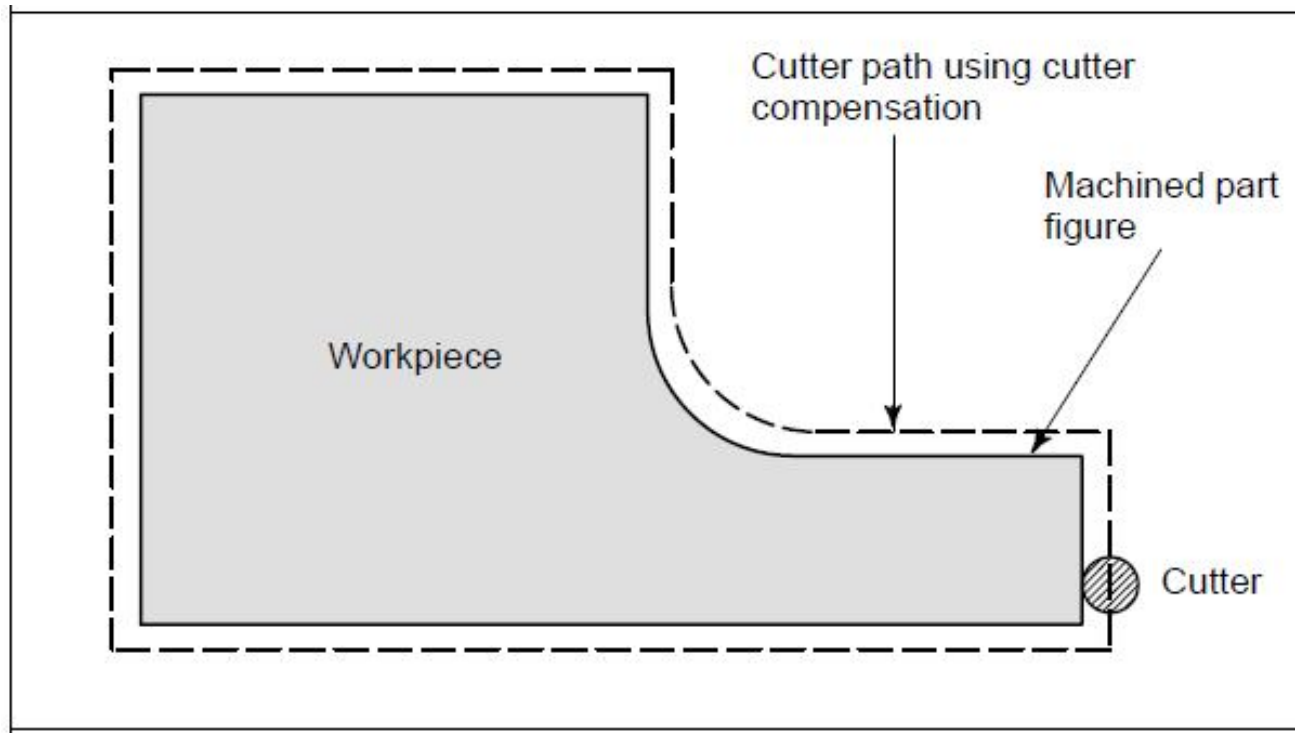 Cutter path using cutter
compensation
Machined part
figure
Workpiece
Cutter